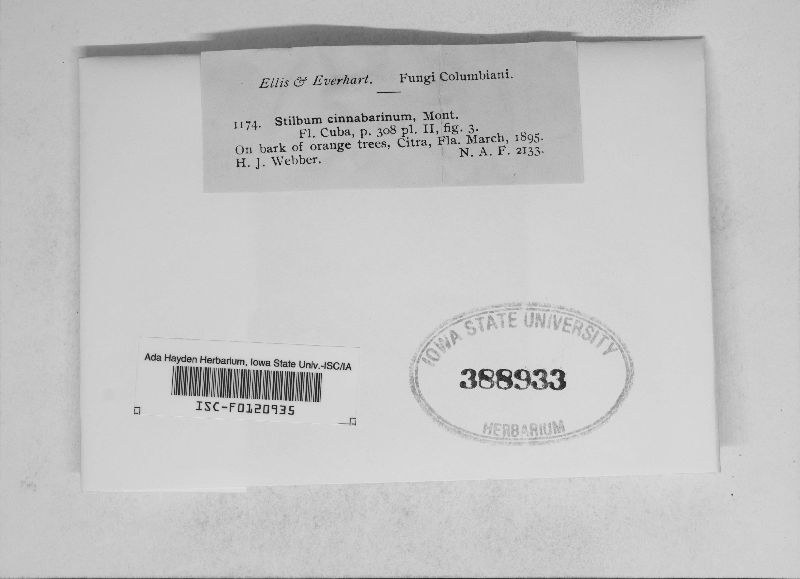 Ellis & Everhart. — Fungi Columbiani.
1174. Stilbum cinnabarinum, Mont.
Fl. Cuba, p. 308 pl. II, fig. 3.
On bark of orange trees, Citra, Fla. March, 1895.
H. J. Webber. N. A. F. 2133.
Ada Hayden Herbarium, Iowa State Univ.-ISC/IA
ISC-F0120935
IOWA STATE UNIVERSITY
388933
HERBARIUM